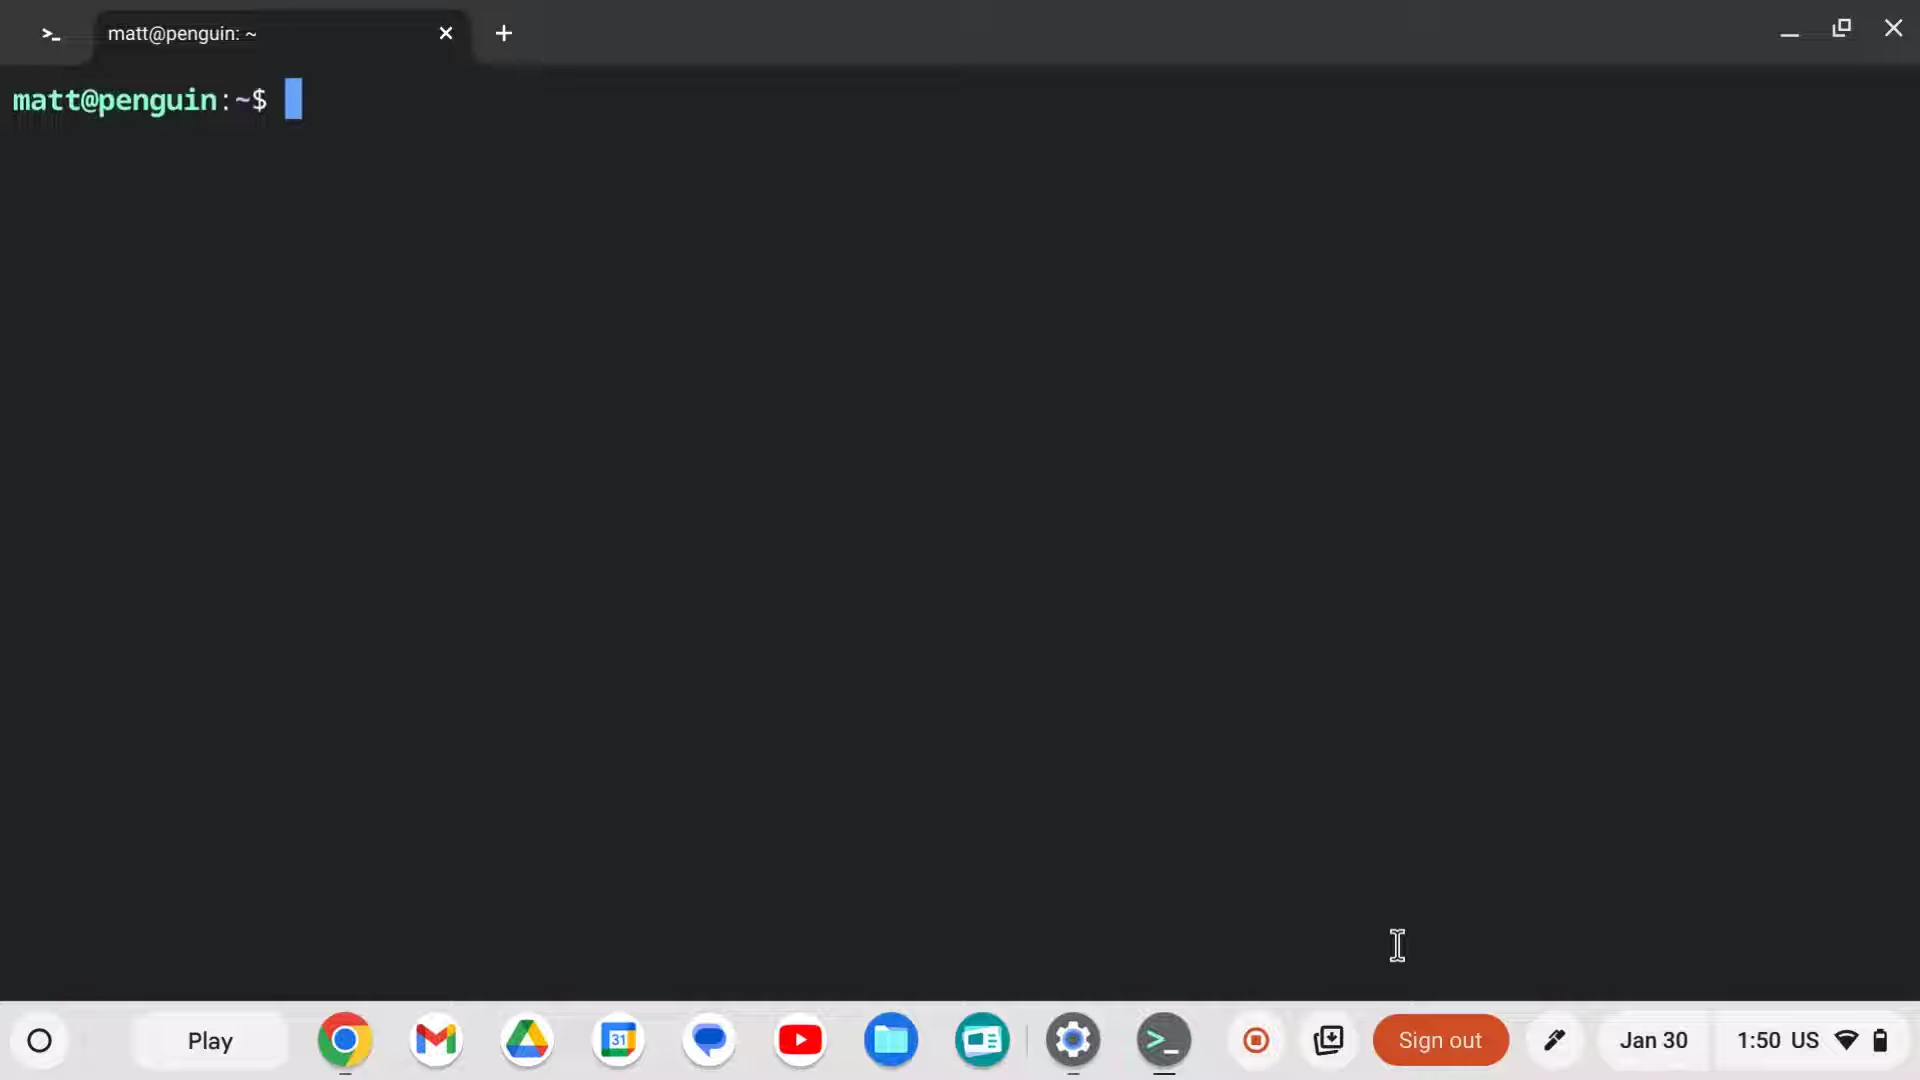 >_ matt@penguin: ~
matt@penguin:~$
Play
31
>_
Sign out
Jan 30
1:50 US